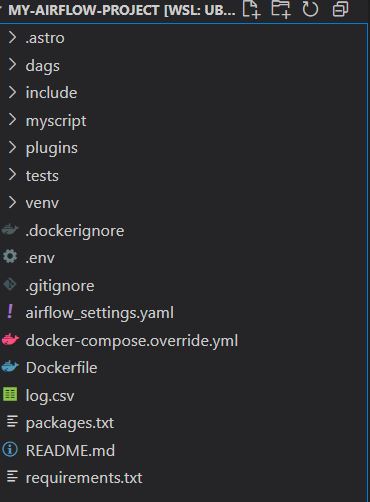 MY-AIRFLOW-PROJECT [WSL: UB...
.astro
dags
include
myscript
plugins
tests
venv
.dockerignore
.env
.gitignore
airflow_settings.yaml
docker-compose.override.yml
Dockerfile
log.csv
packages.txt
README.md
requirements.txt